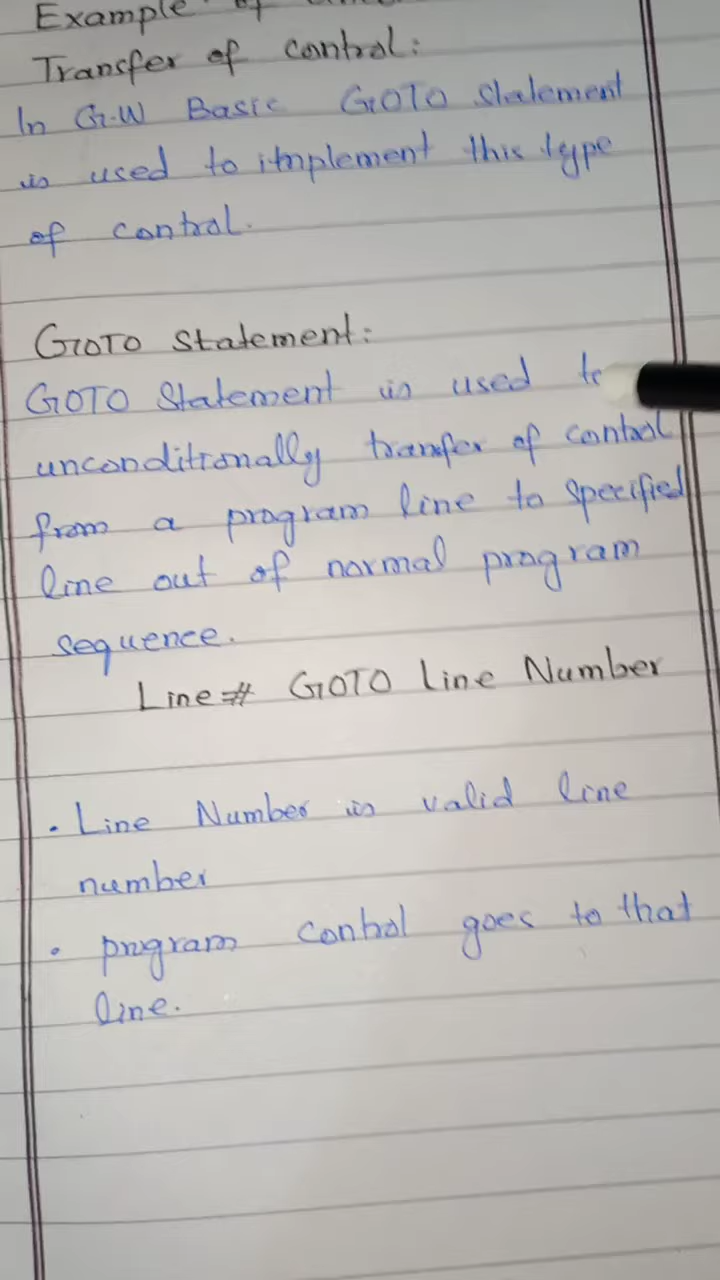 Example of
Transfer of control:
In G.W Basic GOTO Statement
is used to implement this type
of control.
GOTO Statement:
GOTO Statement is used to
unconditionally transfer of control
from a program line to specified
line out of normal program
sequence.
Line# GOTO Line Number
. Line Number is valid line
number
. program control goes to that
line.